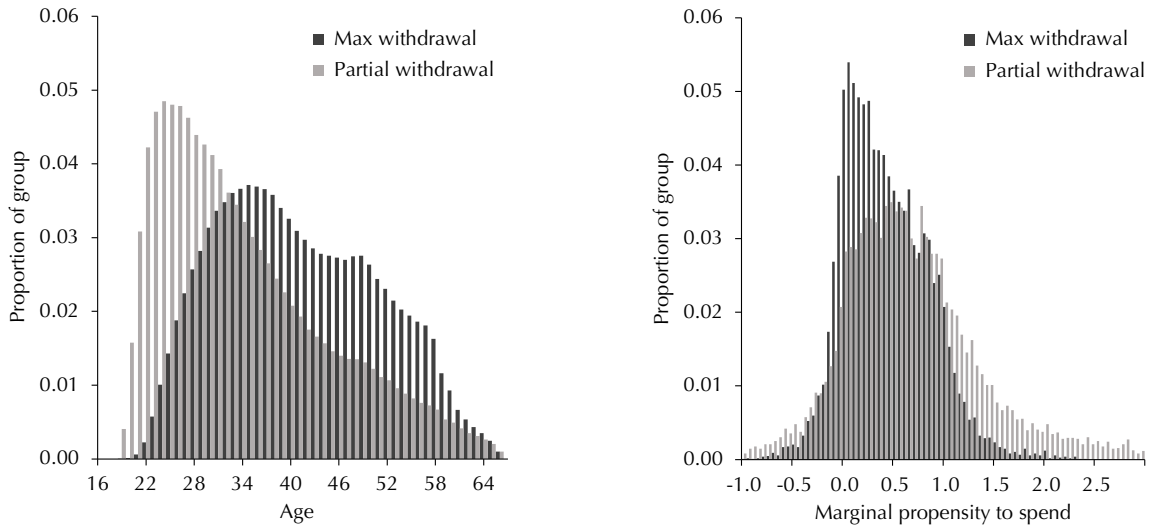 0.06
0.05
0.04
0.03
0.02
0.01
0.00
Proportion of group
Max withdrawal
Partial withdrawal
16 22 28 34 40 46 52 58 64
Age
0.06
0.05
0.04
0.03
0.02
0.01
0.00
Proportion of group
Max withdrawal
Partial withdrawal
-1.0 -0.5 0.0 0.5 1.0 1.5 2.0 2.5
Marginal propensity to spend